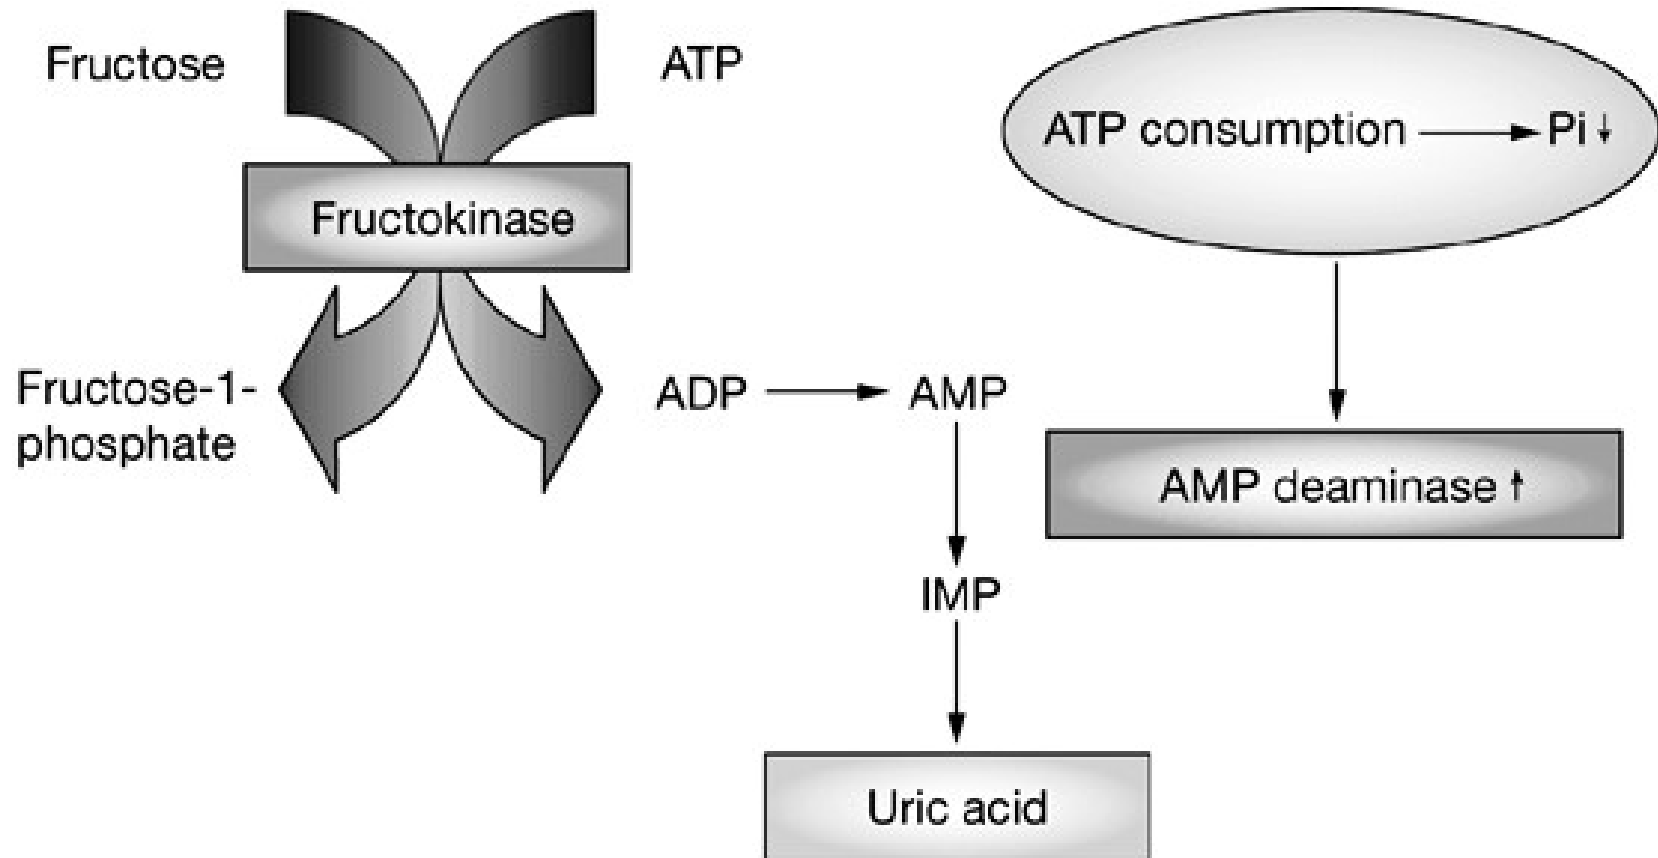 Fructose
ATP
ATP consumption → Pi ↓
Fructokinase
Fructose-1-
phosphate
ADP → AMP
AMP deaminase ↑
IMP
Uric acid